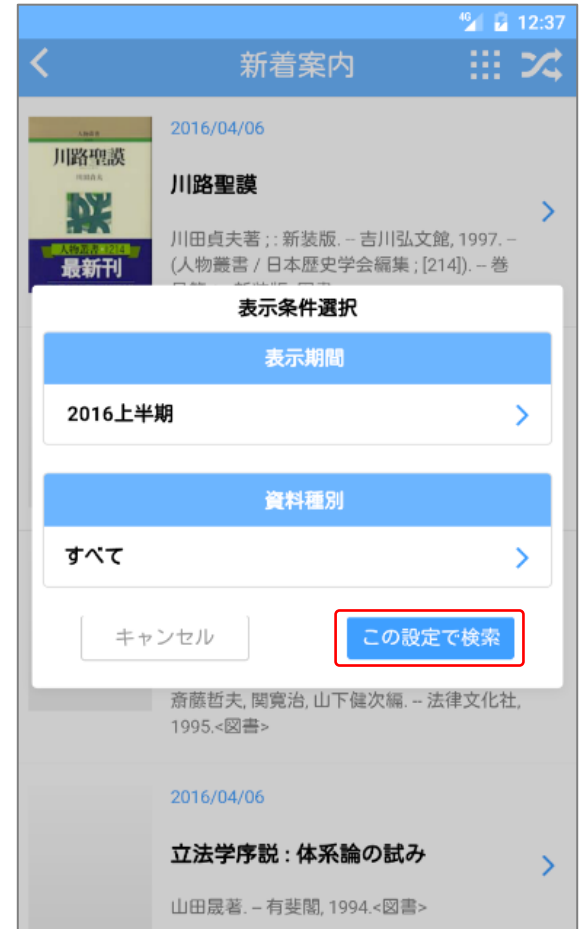 4G 12:37
新着案内
2016/04/06
川路聖謨
川路聖謨
川田貞夫
川田貞夫著 ; : 新装版. – 吉川弘文館, 1997. –
人物叢書 3214
(人物叢書 / 日本歴史学会編集 ; [214]). – 巻
最新刊
表示条件選択
表示期間
2016上半期
資料種別
すべて
キャンセル
この設定で検索
斎藤哲夫, 関寛治, 山下健次編. – 法律文化社,
1995.<図書>
2016/04/06
立法学序説 : 体系論の試み
山田晟著. – 有斐閣, 1994.<図書>